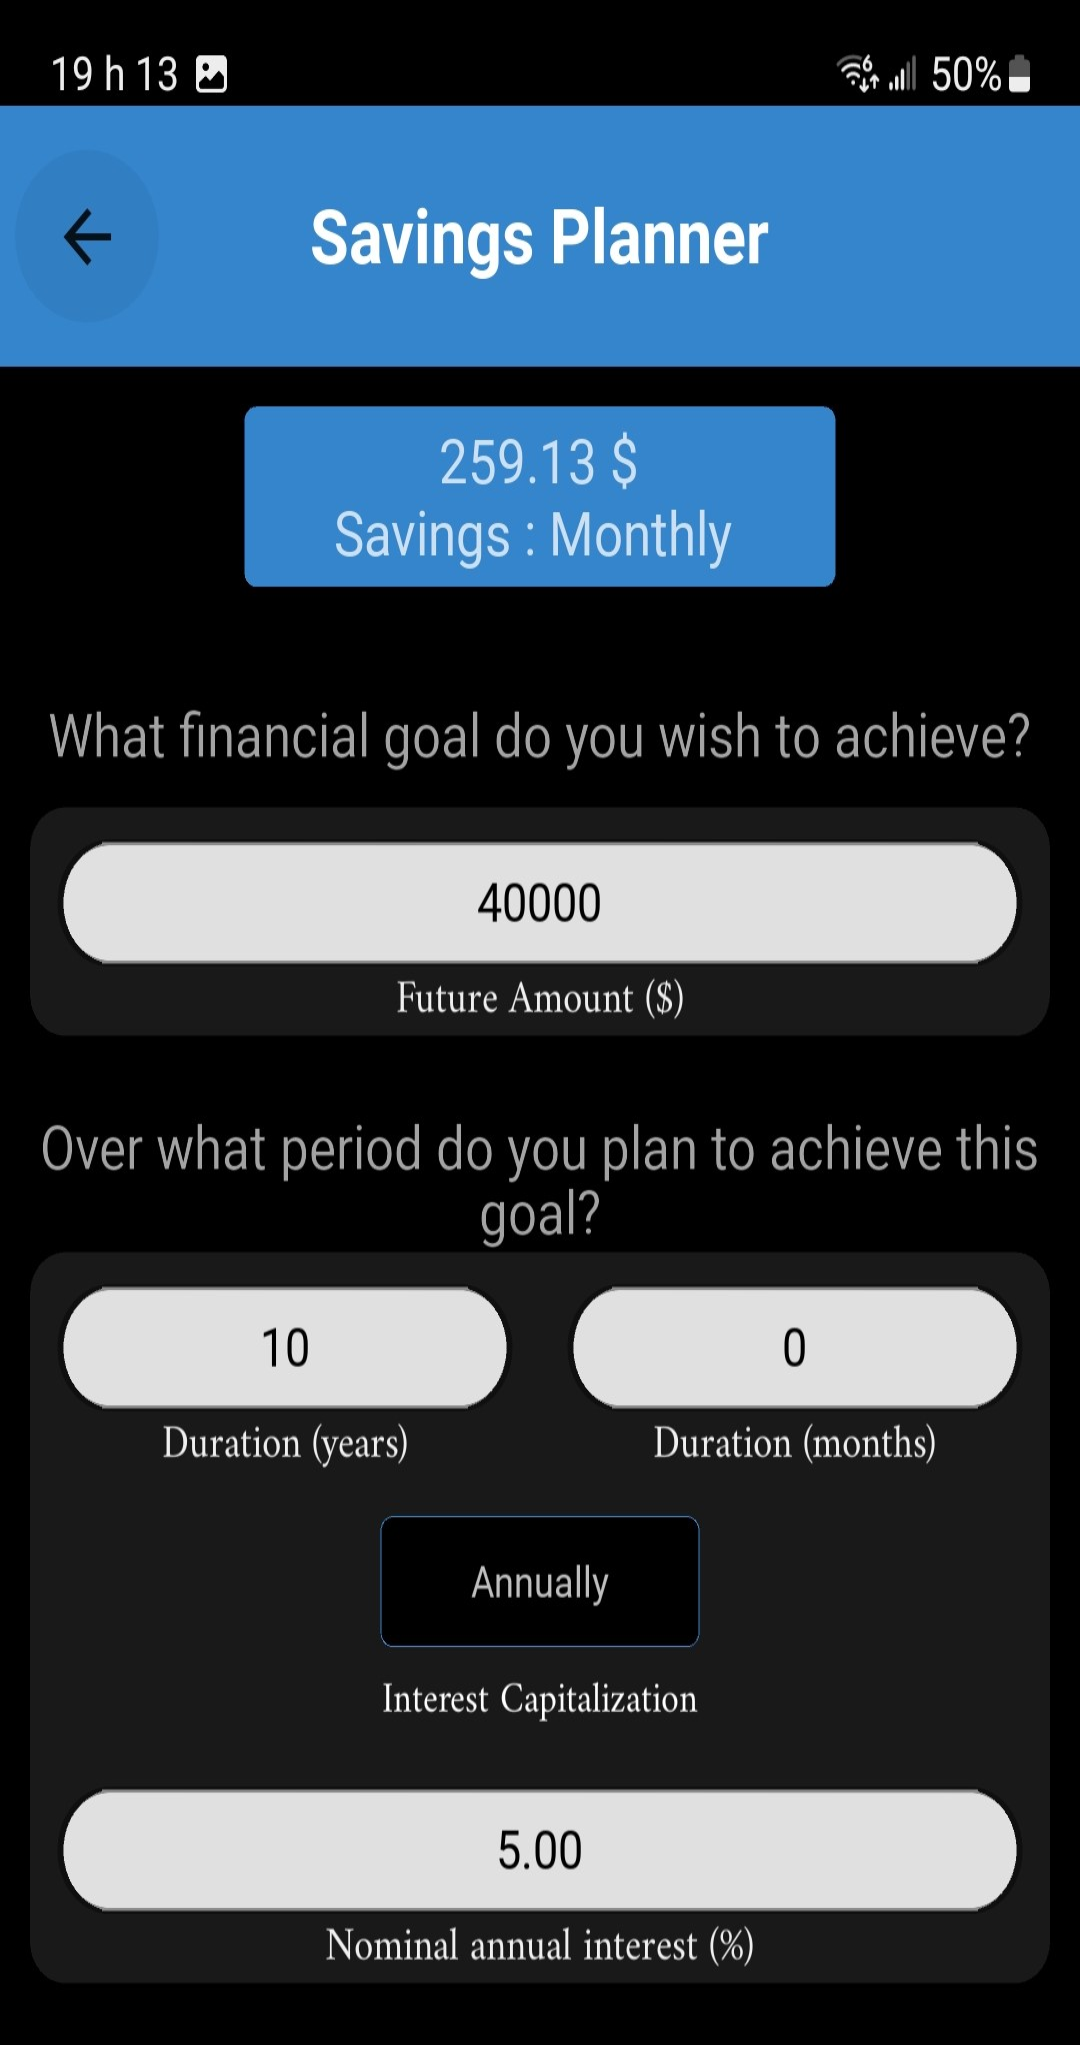 19 h 13 50%
Savings Planner
259.13 $
Savings : Monthly
What financial goal do you wish to achieve?
40000
Future Amount ($)
Over what period do you plan to achieve this
goal?
10 0
Duration (years) Duration (months)
Annually
Interest Capitalization
5.00
Nominal annual interest (%)